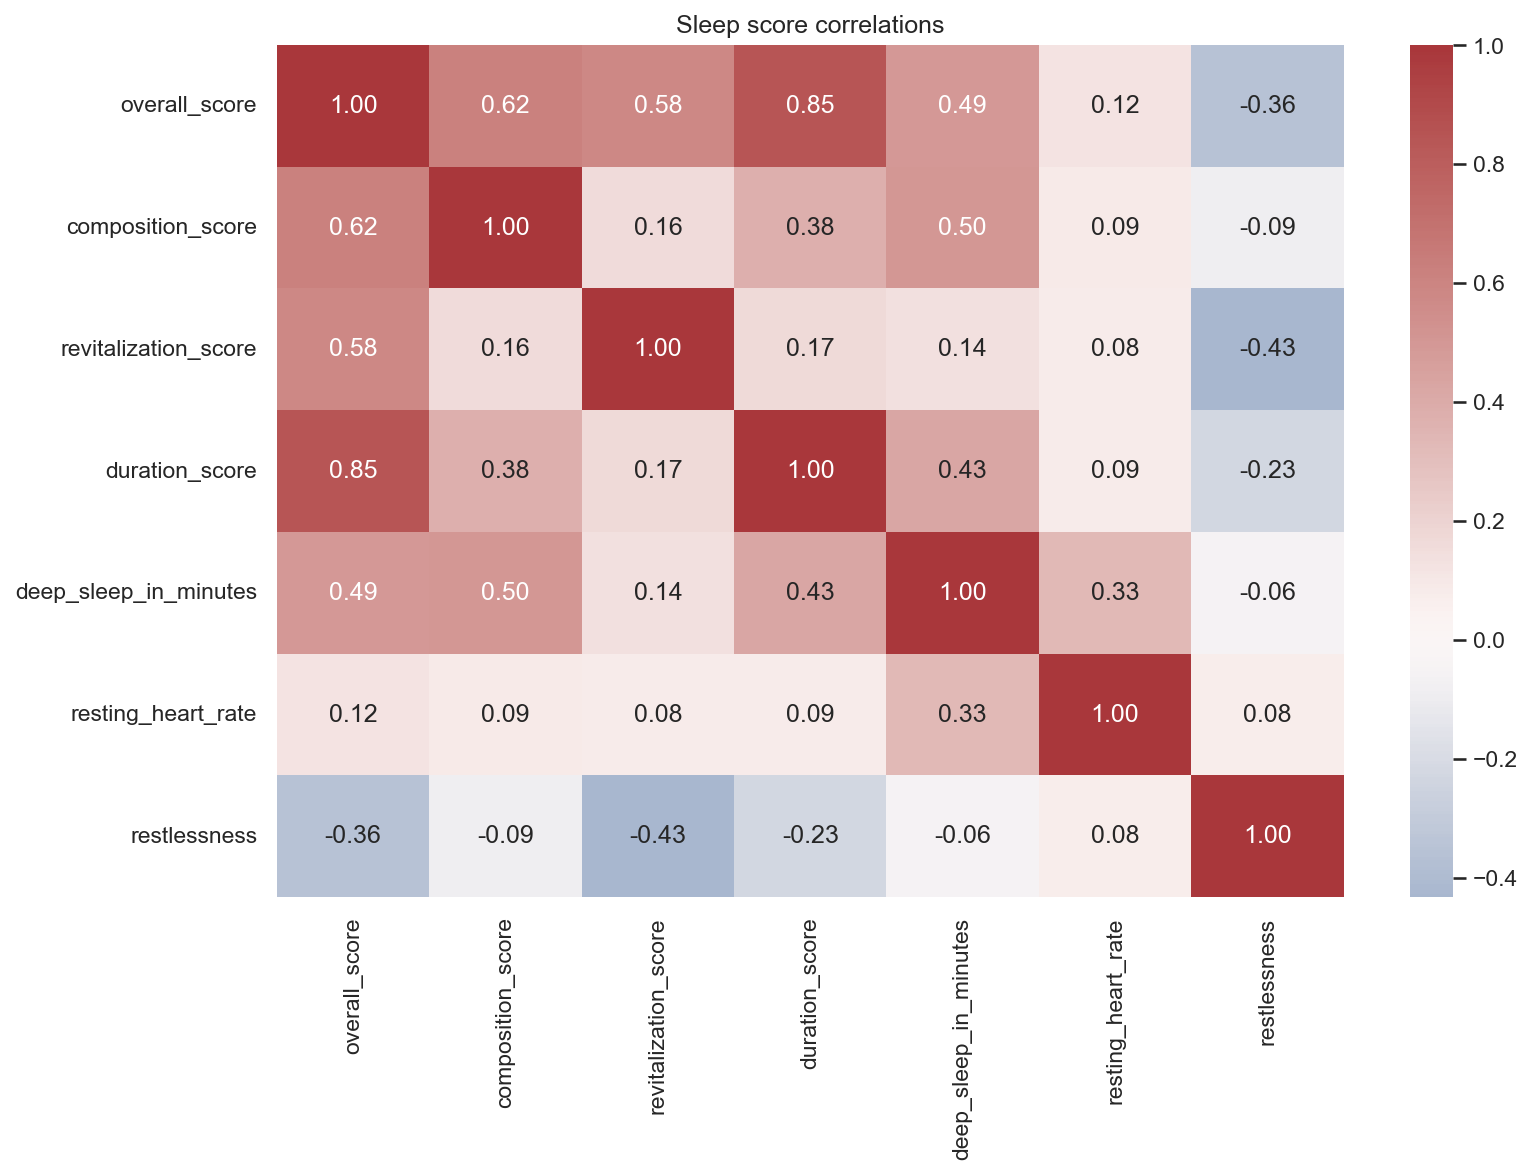 Sleep score correlations
overall_score 1.00 0.62 0.58 0.85 0.49 0.12 -0.36
composition_score 0.62 1.00 0.16 0.38 0.50 0.09 -0.09
revitalization_score 0.58 0.16 1.00 0.17 0.14 0.08 -0.43
duration_score 0.85 0.38 0.17 1.00 0.43 0.09 -0.23
deep_sleep_in_minutes 0.49 0.50 0.14 0.43 1.00 0.33 -0.06
resting_heart_rate 0.12 0.09 0.08 0.09 0.33 1.00 0.08
restlessness -0.36 -0.09 -0.43 -0.23 -0.06 0.08 1.00
overall_score
composition_score
revitalization_score
duration_score
deep_sleep_in_minutes
resting_heart_rate
restlessness
1.0
0.8
0.6
0.4
0.2
0.0
−0.2
−0.4